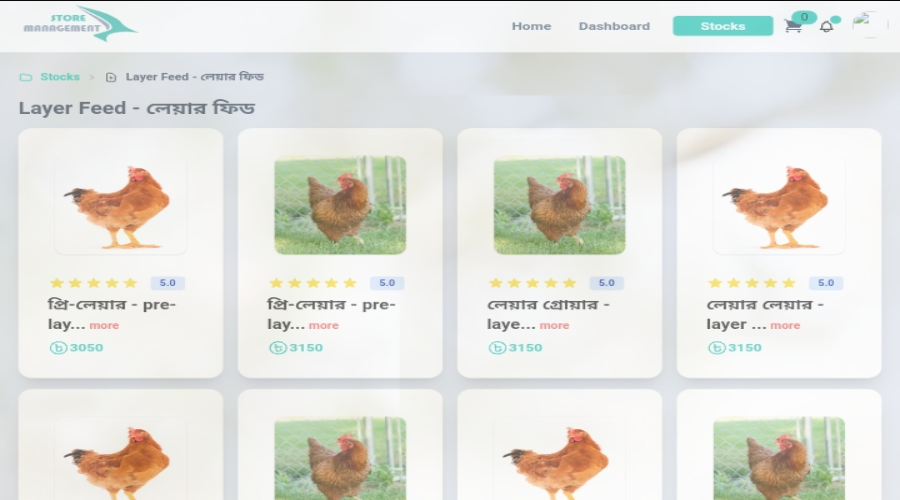 STORE
MANAGEMENT
Home
Dashboard
Stocks
0
Stocks > Layer Feed - লেয়ার ফিড
Layer Feed - লেয়ার ফিড
5.0
প্রি-লেয়ার - pre-
lay... more
৳ 3050
5.0
প্রি-লেয়ার - pre-
lay... more
৳ 3150
5.0
লেয়ার গ্রোয়ার -
laye... more
৳ 3150
5.0
লেয়ার লেয়ার -
layer ... more
৳ 3150